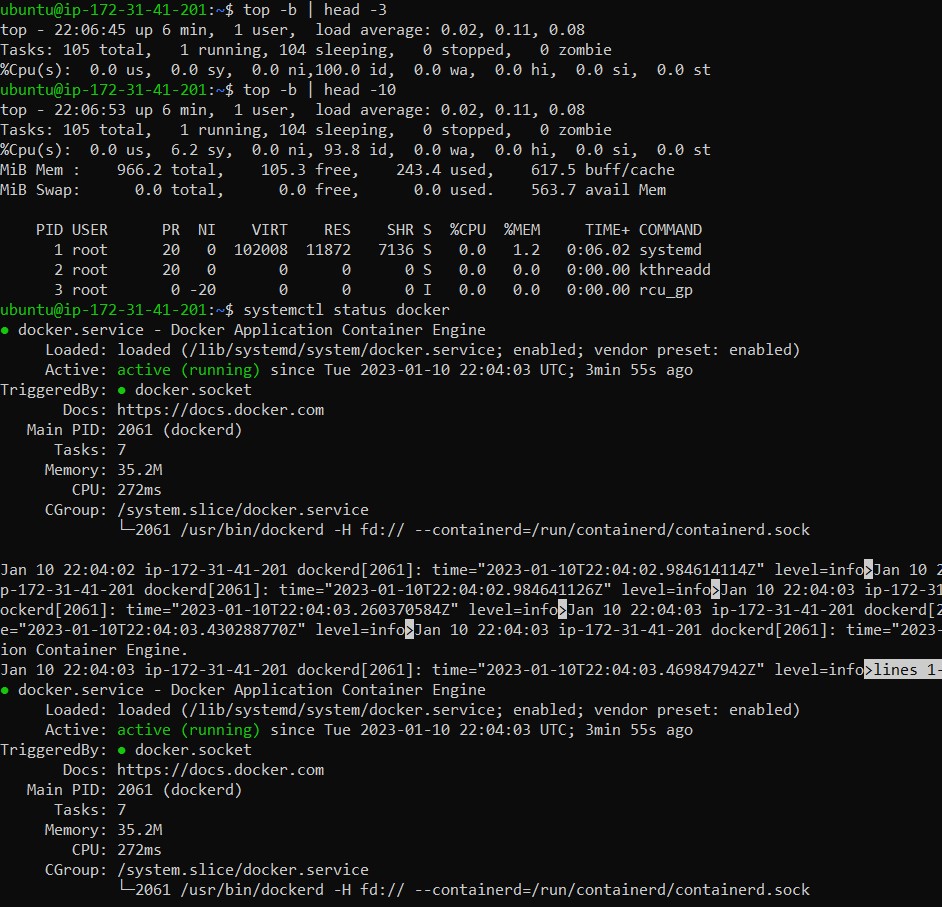 ubuntu@ip-172-31-41-201:~$ top -b | head -3
top - 22:06:45 up 6 min,  1 user,  load average: 0.02, 0.11, 0.08
Tasks: 105 total,   1 running, 104 sleeping,   0 stopped,   0 zombie
%Cpu(s):  0.0 us,  0.0 sy,  0.0 ni,100.0 id,  0.0 wa,  0.0 hi,  0.0 si,  0.0 st
ubuntu@ip-172-31-41-201:~$ top -b | head -10
top - 22:06:53 up 6 min,  1 user,  load average: 0.02, 0.11, 0.08
Tasks: 105 total,   1 running, 104 sleeping,   0 stopped,   0 zombie
%Cpu(s):  0.0 us,  6.2 sy,  0.0 ni, 93.8 id,  0.0 wa,  0.0 hi,  0.0 si,  0.0 st
MiB Mem :    966.2 total,    105.3 free,    243.4 used,    617.5 buff/cache
MiB Swap:      0.0 total,      0.0 free,      0.0 used.    563.7 avail Mem

    PID USER      PR  NI    VIRT    RES    SHR S  %CPU  %MEM     TIME+ COMMAND
      1 root      20   0  102008  11872   7136 S   0.0   1.2   0:06.02 systemd
      2 root      20   0       0      0      0 S   0.0   0.0   0:00.00 kthreadd
      3 root       0 -20       0      0      0 I   0.0   0.0   0:00.00 rcu_gp
ubuntu@ip-172-31-41-201:~$ systemctl status docker
● docker.service - Docker Application Container Engine
     Loaded: loaded (/lib/systemd/system/docker.service; enabled; vendor preset: enabled)
     Active: active (running) since Tue 2023-01-10 22:04:03 UTC; 3min 55s ago
TriggeredBy: ● docker.socket
       Docs: https://docs.docker.com
   Main PID: 2061 (dockerd)
      Tasks: 7
     Memory: 35.2M
        CPU: 272ms
     CGroup: /system.slice/docker.service
             └─2061 /usr/bin/dockerd -H fd:// --containerd=/run/containerd/containerd.sock

Jan 10 22:04:02 ip-172-31-41-201 dockerd[2061]: time="2023-01-10T22:04:02.984614114Z" level=info>Jan 10 2
p-172-31-41-201 dockerd[2061]: time="2023-01-10T22:04:02.984641126Z" level=info>Jan 10 22:04:03 ip-172-31
ockerd[2061]: time="2023-01-10T22:04:03.260370584Z" level=info>Jan 10 22:04:03 ip-172-31-41-201 dockerd[2
e="2023-01-10T22:04:03.430288770Z" level=info>Jan 10 22:04:03 ip-172-31-41-201 dockerd[2061]: time="2023-
ion Container Engine.
Jan 10 22:04:03 ip-172-31-41-201 dockerd[2061]: time="2023-01-10T22:04:03.469847942Z" level=info>lines 1-
● docker.service - Docker Application Container Engine
     Loaded: loaded (/lib/systemd/system/docker.service; enabled; vendor preset: enabled)
     Active: active (running) since Tue 2023-01-10 22:04:03 UTC; 3min 55s ago
TriggeredBy: ● docker.socket
       Docs: https://docs.docker.com
   Main PID: 2061 (dockerd)
      Tasks: 7
     Memory: 35.2M
        CPU: 272ms
     CGroup: /system.slice/docker.service
             └─2061 /usr/bin/dockerd -H fd:// --containerd=/run/containerd/containerd.sock